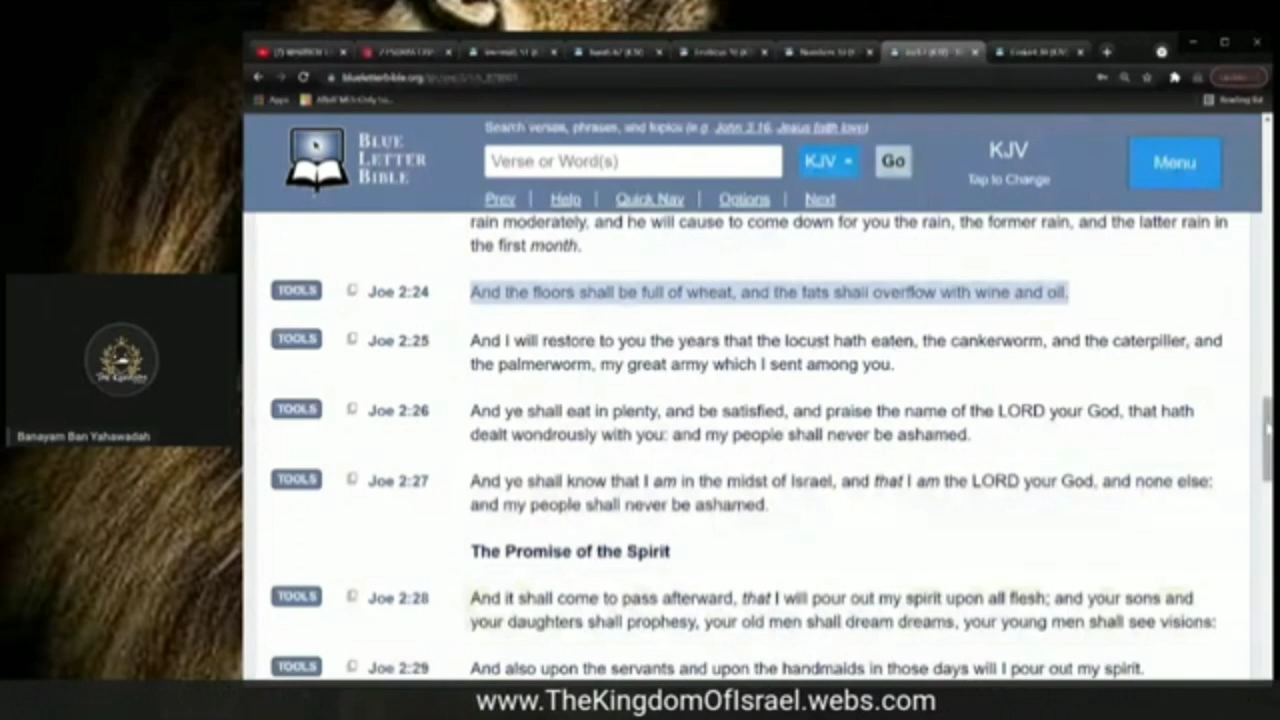 blueletterbible.org
Apps
Reading list
BLUE
LETTER
BIBLE
Search verses, phrases, and topics (e.g. John 3:16, Jesus faith love)
Verse or Word(s)
KJV
Go
KJV
Tap to Change
Menu
Prev | Help | Quick Nav | Options | Next
rain moderately, and he will cause to come down for you the rain, the former rain, and the latter rain in
the first month.
TOOLS Joe 2:24 And the floors shall be full of wheat, and the fats shall overflow with wine and oil.
TOOLS Joe 2:25 And I will restore to you the years that the locust hath eaten, the cankerworm, and the caterpiller, and
the palmerworm, my great army which I sent among you.
TOOLS Joe 2:26 And ye shall eat in plenty, and be satisfied, and praise the name of the LORD your God, that hath
dealt wondrously with you: and my people shall never be ashamed.
TOOLS Joe 2:27 And ye shall know that I am in the midst of Israel, and that I am the LORD your God, and none else:
and my people shall never be ashamed.
The Promise of the Spirit
TOOLS Joe 2:28 And it shall come to pass afterward, that I will pour out my spirit upon all flesh; and your sons and
your daughters shall prophesy, your old men shall dream dreams, your young men shall see visions:
TOOLS Joe 2:29 And also upon the servants and upon the handmaids in those days will I pour out my spirit.
The Kingdom
Banayam Ban Yahawadah
www.TheKingdomOfIsrael.webs.com